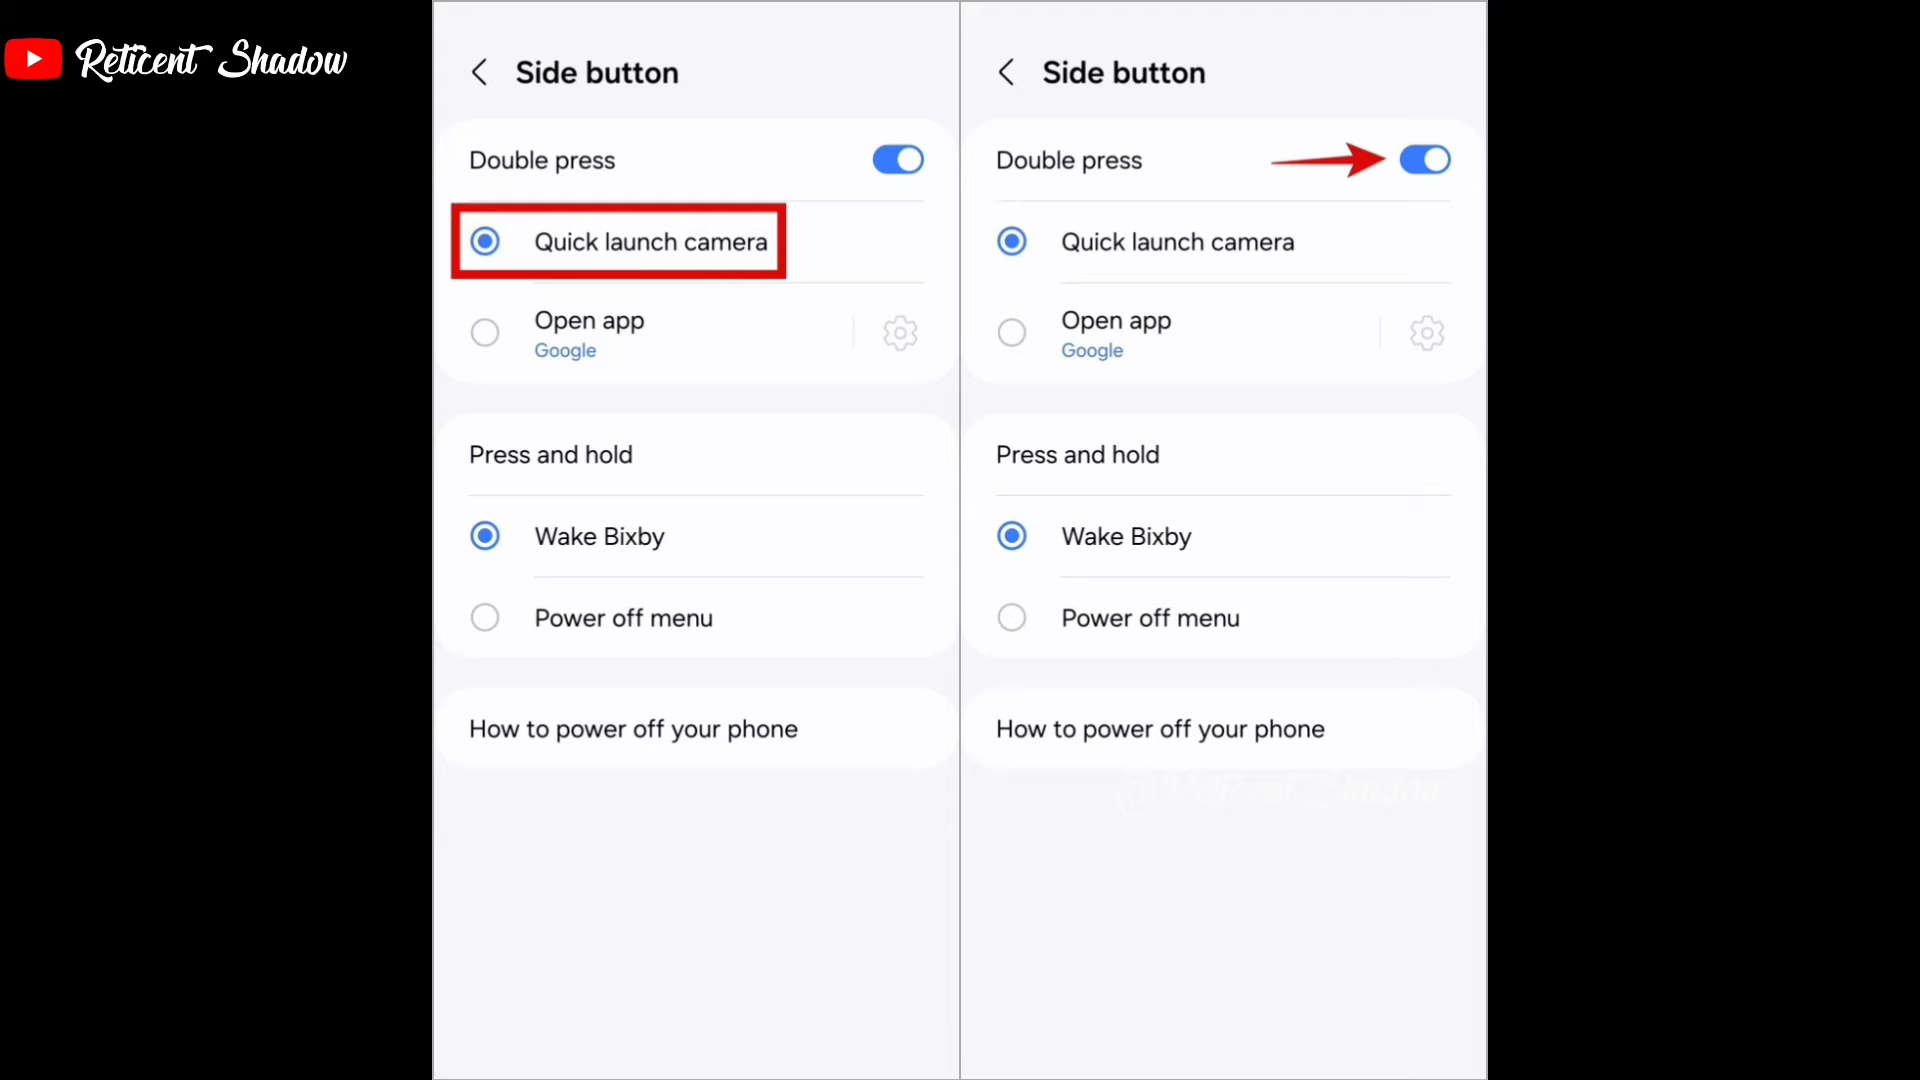 Reticent Shadow
Side button
Double press
Quick launch camera
Open app
Google
Press and hold
Wake Bixby
Power off menu
How to power off your phone
Side button
Double press
Quick launch camera
Open app
Google
Press and hold
Wake Bixby
Power off menu
How to power off your phone
@Reticent Shadow